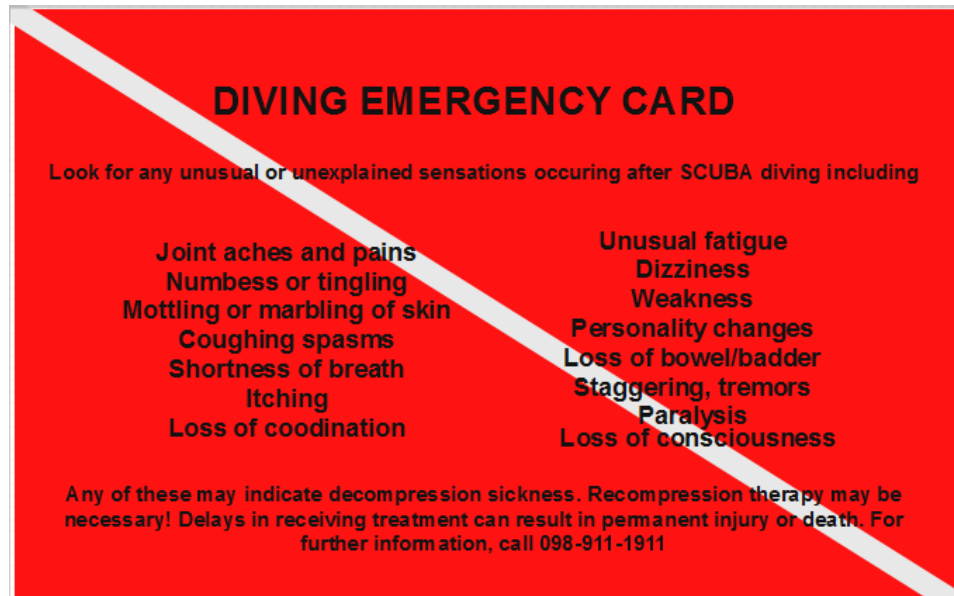 DIVING EMERGENCY CARD
Look for any unusual or unexplained sensations occuring after SCUBA diving including
Joint aches and pains
Numbess or tingling
Mottling or marbling of skin
Coughing spasms
Shortness of breath
Itching
Loss of coodination
Unusual fatigue
Dizziness
Weakness
Personality changes
Loss of bowel/badder
Staggering, tremors
Paralysis
Loss of consciousness
Any of these may indicate decompression sickness. Recompression therapy may be
necessary! Delays in receiving treatment can result in permanent injury or death. For
further information, call 098-911-1911